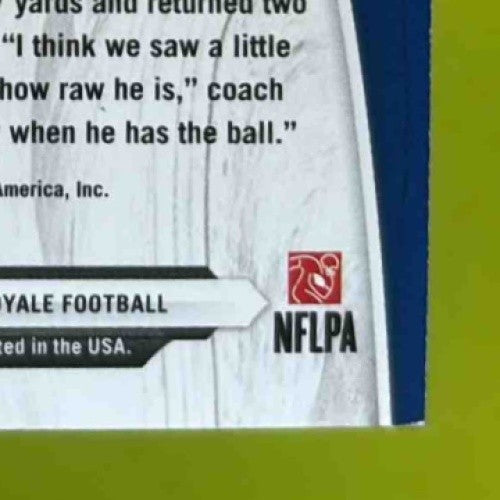 yards and returned two
“I think we saw a little
how raw he is,” coach
when he has the ball.”
America, Inc.
OYALE FOOTBALL
ted in the USA.
NFLPA